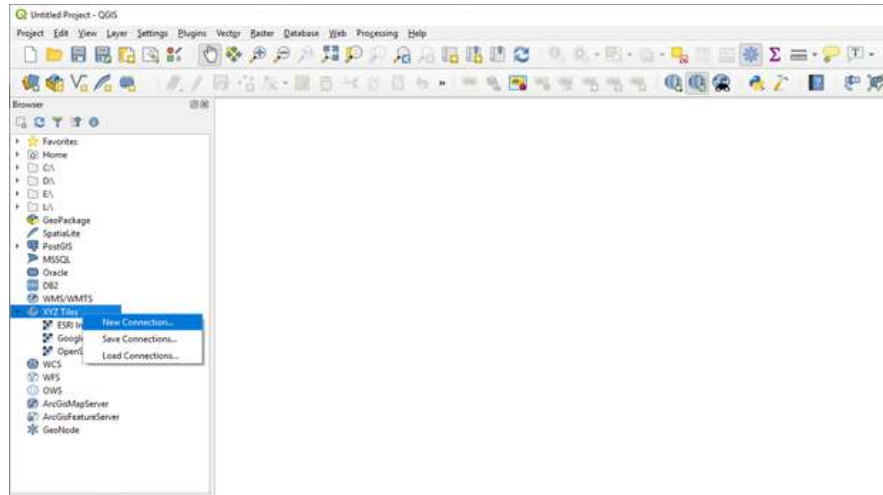 Untitled Project - QGIS
Project Edit View Layer Settings Plugins Vector Raster Database Web Processing Help
Browser
Favorites
Home
C:\
D:\
E:\
L:\
GeoPackage
SpatiaLite
PostGIS
MSSQL
Oracle
DB2
WMS/WMTS
XYZ Tiles
New Connection...
ESRI
Save Connections...
Load Connections...
WCS
WFS
OWS
ArcGisMapServer
ArcGisFeatureServer
GeoNode